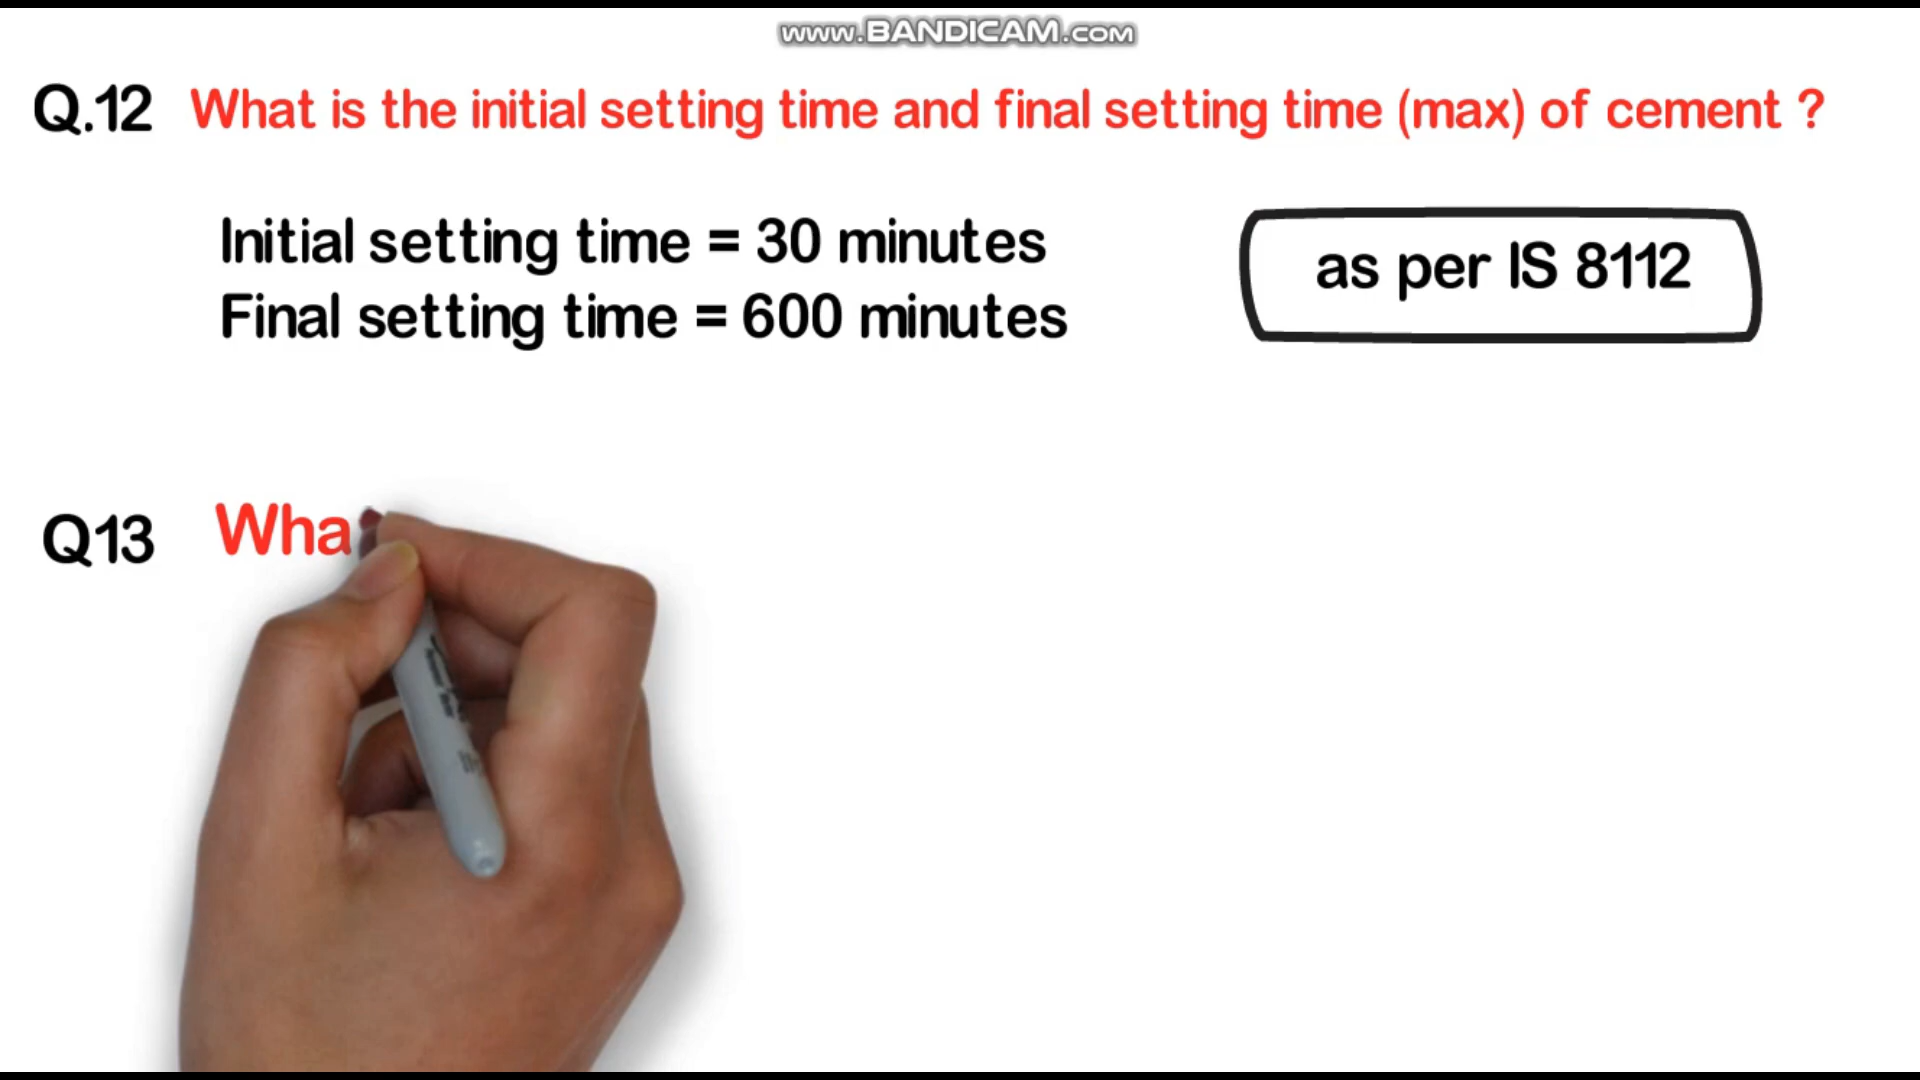 www.BANDICAM.com
Q.12 What is the initial setting time and final setting time (max) of cement ?
Initial setting time = 30 minutes
Final setting time = 600 minutes
as per IS 8112
Q13 Wha